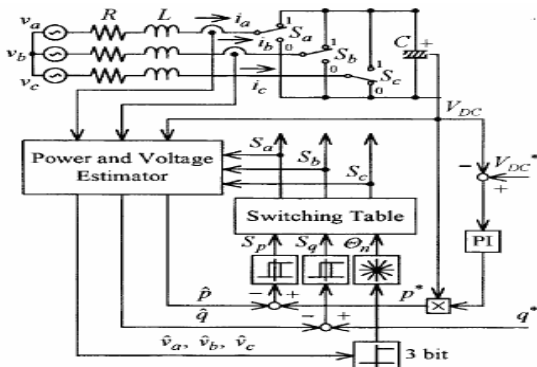 v_a R L i_a 1 S_a C +
v_b i_b 0 1 S_b
v_c i_c 0 1 S_c
0
V_DC
S_a
Power and Voltage
Estimator
S_b
S_c
− V_DC*
+
Switching Table
PI
S_p S_q Θ_n
p̂ − + p* ×
q̂ − + q*
v̂_a, v̂_b, v̂_c 3 bit